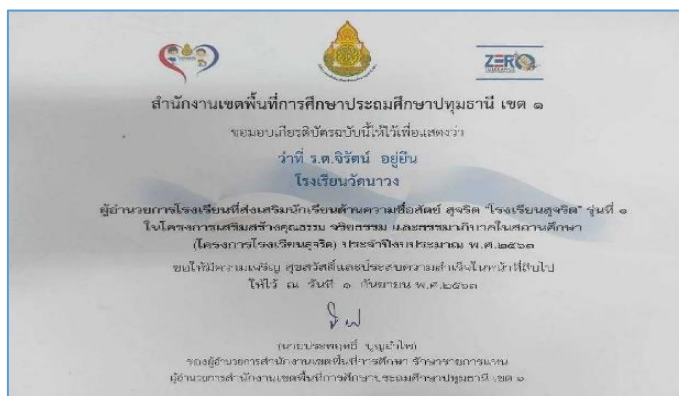 ZERO
สำนักงานเขตพื้นที่การศึกษาประถมศึกษาปทุมธานี เขต ๑
ขอมอบเกียรติบัตรฉบับนี้ให้ไว้เพื่อแสดงว่า
ว่าที่ ร.ต.จิรัตน์ อยู่ยืน
โรงเรียนวัดนาวง
ผู้อำนวยการโรงเรียนที่ส่งเสริมนักเรียนด้านความซื่อสัตย์ สุจริต "โรงเรียนสุจริต" รุ่นที่ ๑
ในโครงการเสริมสร้างคุณธรรม จริยธรรม และธรรมาภิบาลในสถานศึกษา
(โครงการโรงเรียนสุจริต) ประจำปีงบประมาณ พ.ศ.๒๕๖๓
ขอให้มีความเจริญ สุขสวัสดิ์และประสบความสำเร็จในหน้าที่สืบไป
ให้ไว้ ณ วันที่ ๑ กันยายน พ.ศ.๒๕๖๓
(นายประพฤทธิ์ บุญอำไพ)
รองผู้อำนวยการสำนักงานเขตพื้นที่การศึกษา รักษาราชการแทน
ผู้อำนวยการสำนักงานเขตพื้นที่การศึกษาประถมศึกษาปทุมธานี เขต ๑